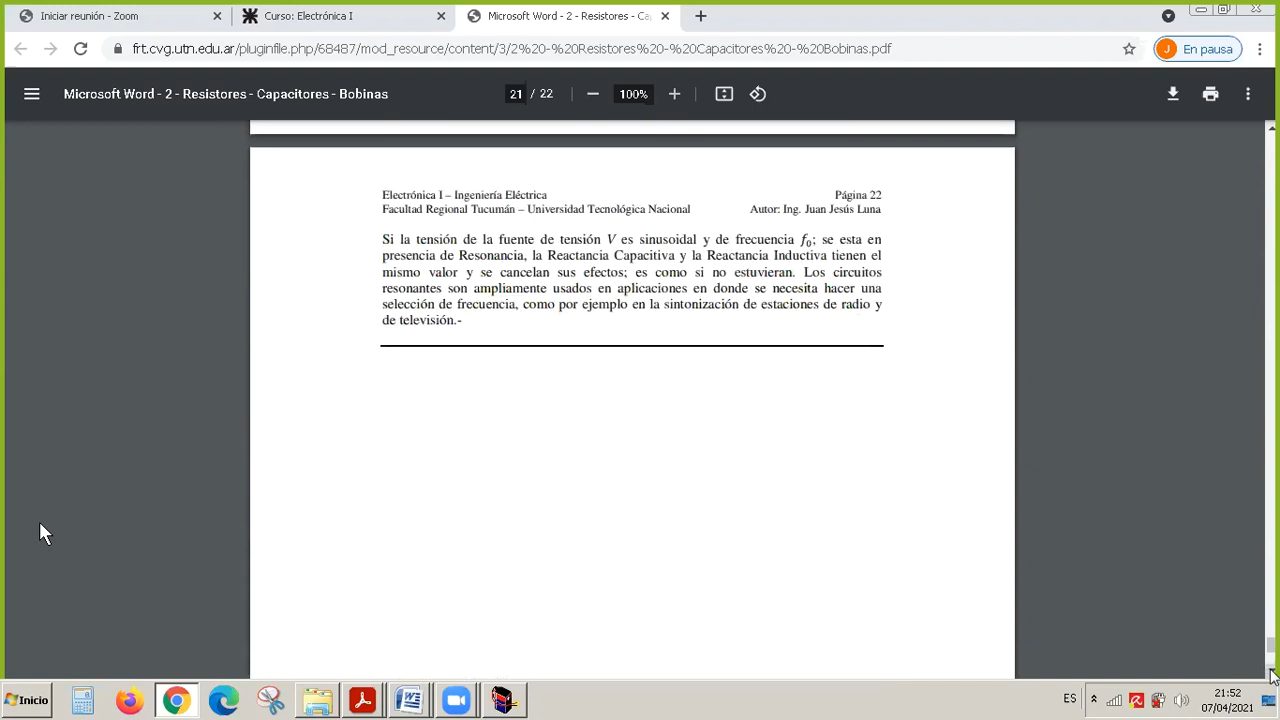 Iniciar reunión - Zoom
Curso: Electrónica I
Microsoft Word - 2 - Resistores - Ca
frt.cvg.utn.edu.ar/pluginfile.php/68487/mod_resource/content/3/2%20-%20Resistores%20-%20Capacitores%20-%20Bobinas.pdf
J
En pausa
Microsoft Word - 2 - Resistores - Capacitores - Bobinas
21 / 22
100%
Electrónica I – Ingeniería Eléctrica
Página 22
Facultad Regional Tucumán – Universidad Tecnológica Nacional
Autor: Ing. Juan Jesús Luna
Si la tensión de la fuente de tensión V es sinusoidal y de frecuencia f₀; se esta en
presencia de Resonancia, la Reactancia Capacitiva y la Reactancia Inductiva tienen el
mismo valor y se cancelan sus efectos; es como si no estuvieran. Los circuitos
resonantes son ampliamente usados en aplicaciones en donde se necesita hacer una
selección de frecuencia, como por ejemplo en la sintonización de estaciones de radio y
de televisión.-
Inicio
ES
21:52
07/04/2021